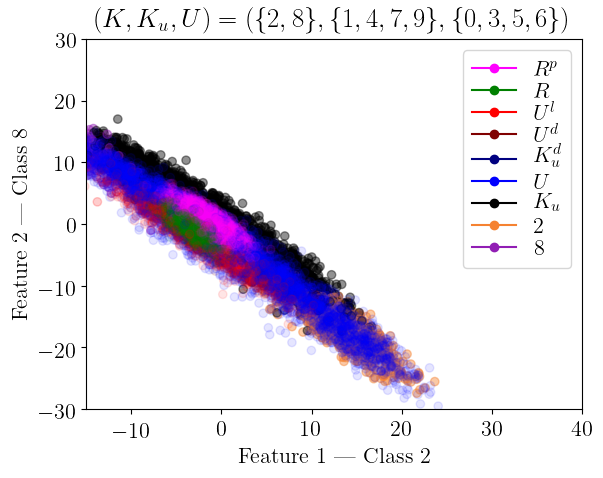 (K, K_u, U) = ({2, 8}, {1, 4, 7, 9}, {0, 3, 5, 6})
30
20
10
0
−10
−20
−30
Feature 2 — Class 8
R^p
R
U^l
U^d
K_u^d
U
K_u
2
8
−10
0
10
20
30
40
Feature 1 — Class 2